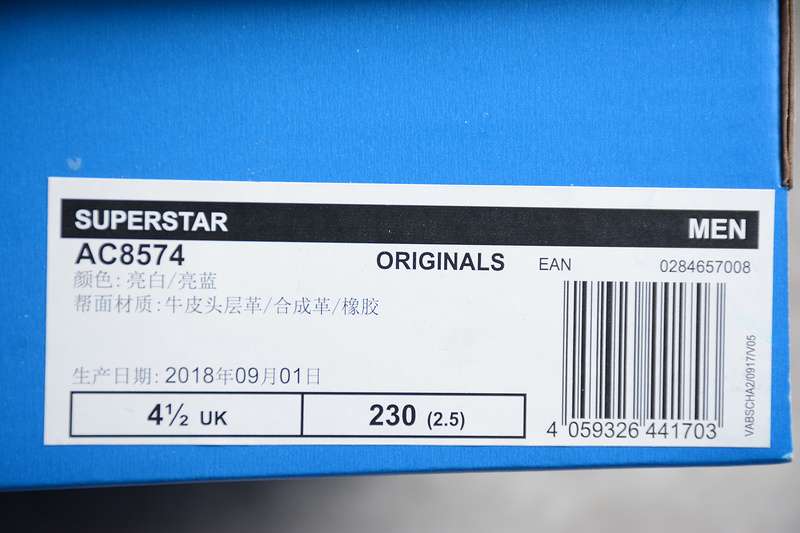 SUPERSTAR MEN
AC8574 ORIGINALS EAN 0284657008
颜色:亮白/亮蓝
帮面材质:牛皮头层革/合成革/橡胶
生产日期: 2018年09月01日
4½ UK 230 (2.5)
4 059326 441703
VABSCHA2/0917/V05